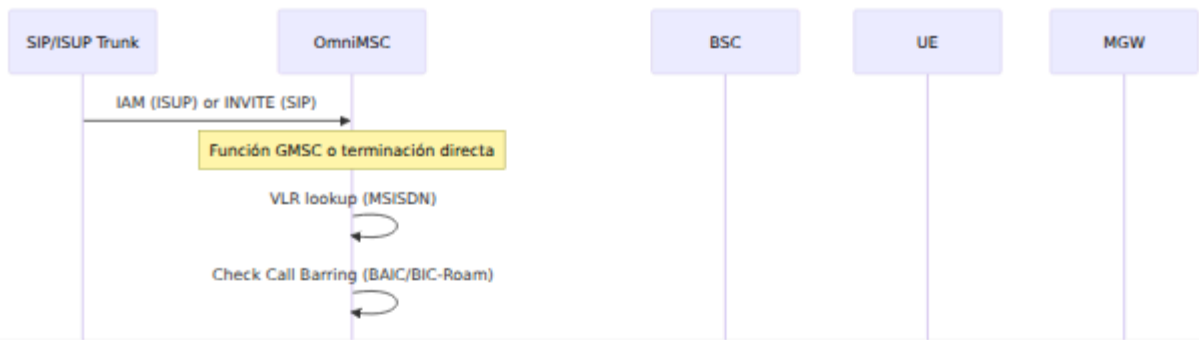 SIP/ISUP Trunk
OmniMSC
BSC
UE
MGW
IAM (ISUP) or INVITE (SIP)
Función GMSC o terminación directa
VLR lookup (MSISDN)
Check Call Barring (BAIC/BIC-Roam)